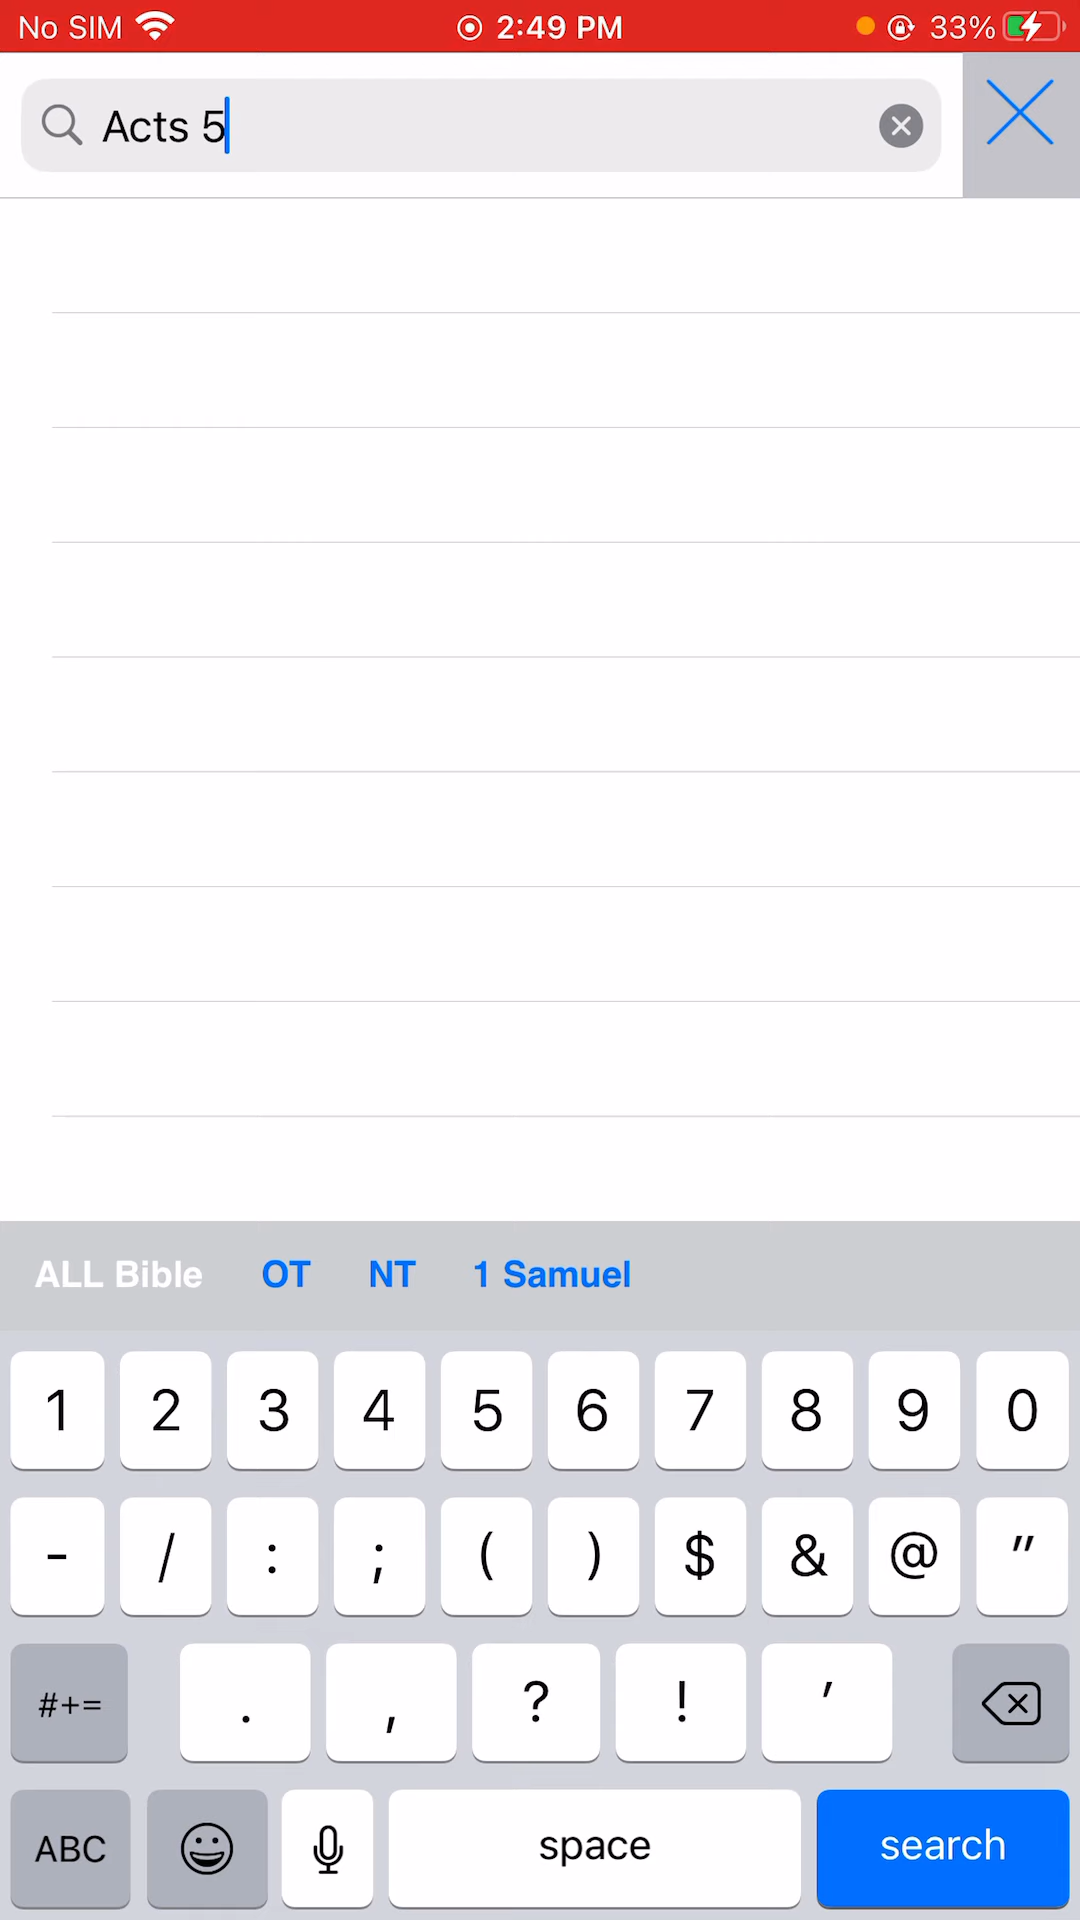 No SIM 2:49 PM 33%
Acts 5
ALL Bible OT NT 1 Samuel
1 2 3 4 5 6 7 8 9 0
- / : ; ( ) $ & @ "
#+= . , ? ! '
ABC space search